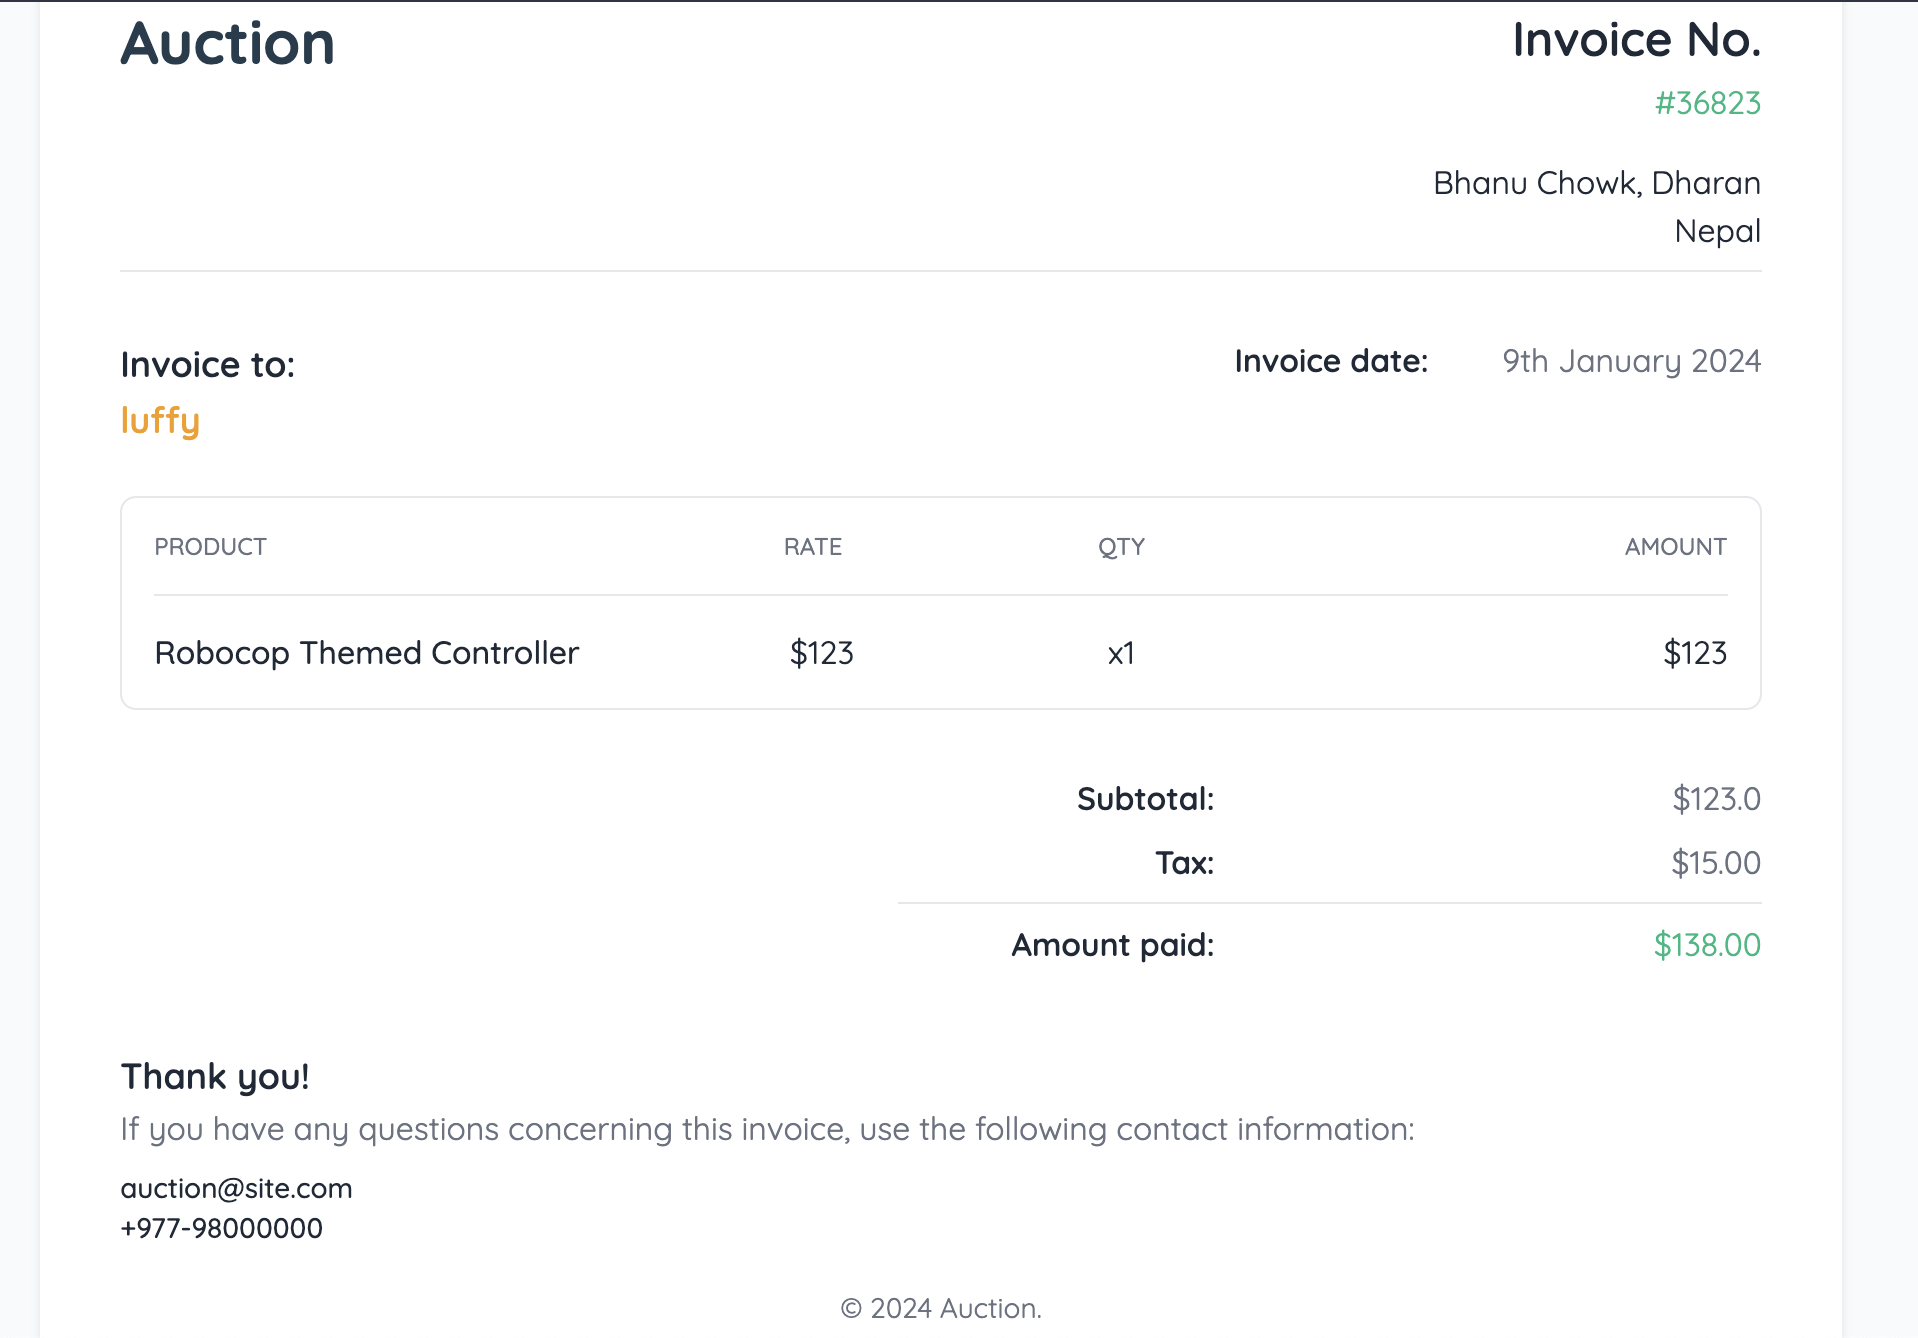 Auction
Invoice No.
#36823
Bhanu Chowk, Dharan
Nepal
Invoice to:
luffy
Invoice date: 9th January 2024
PRODUCT RATE QTY AMOUNT
Robocop Themed Controller $123 x1 $123
Subtotal: $123.0
Tax: $15.00
Amount paid: $138.00
Thank you!
If you have any questions concerning this invoice, use the following contact information:
auction@site.com
+977-98000000
© 2024 Auction.